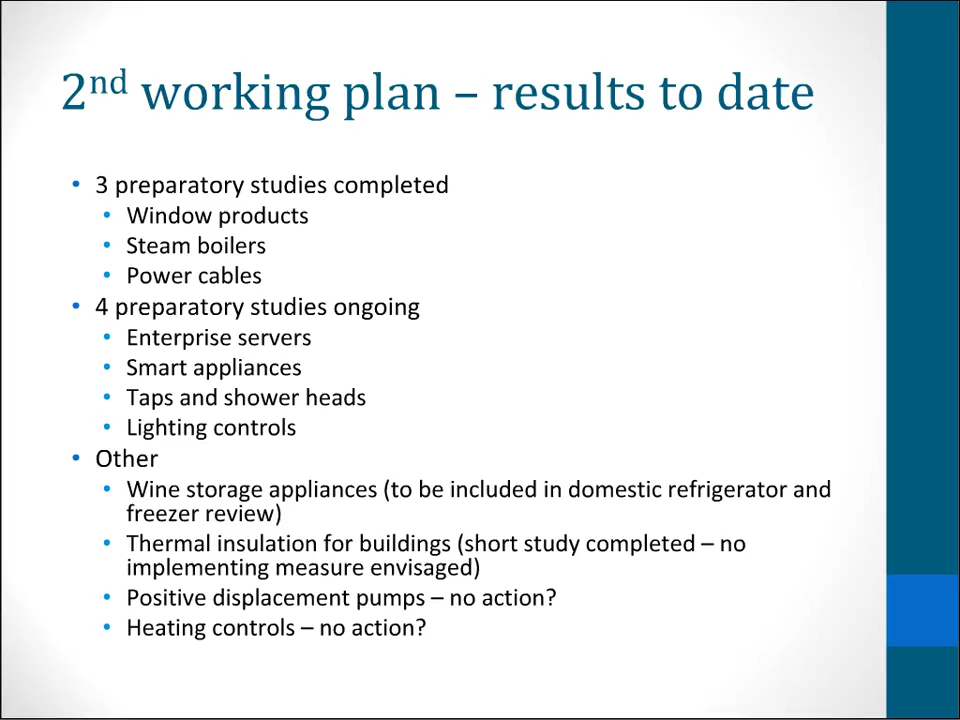 2nd working plan – results to date
• 3 preparatory studies completed
• Window products
• Steam boilers
• Power cables
• 4 preparatory studies ongoing
• Enterprise servers
• Smart appliances
• Taps and shower heads
• Lighting controls
• Other
• Wine storage appliances (to be included in domestic refrigerator and
freezer review)
• Thermal insulation for buildings (short study completed – no
implementing measure envisaged)
• Positive displacement pumps – no action?
• Heating controls – no action?